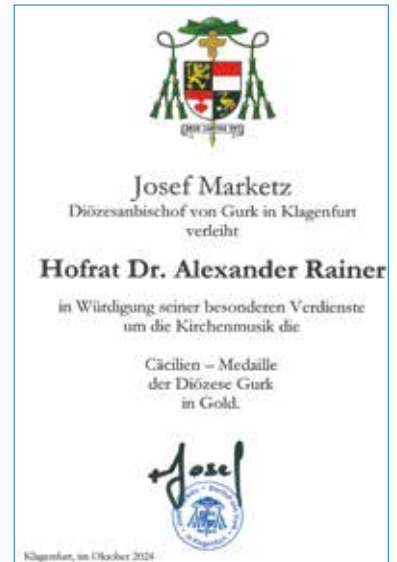 Josef Marketz
Diözesanbischof von Gurk in Klagenfurt
verleiht
Hofrat Dr. Alexander Rainer
in Würdigung seiner besonderen Verdienste
um die Kirchenmusik die
Cäcilien – Medaille
der Diözese Gurk
in Gold.
+Josef
Klagenfurt, im Oktober 2024